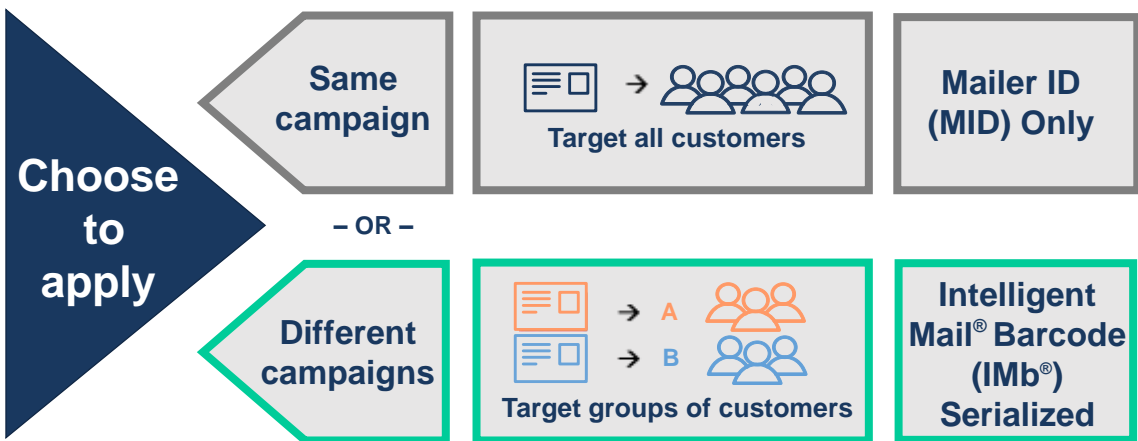 Choose
to
apply
Same
campaign
Target all customers
Mailer ID
(MID) Only
– OR –
Different
campaigns
A
B
Target groups of customers
Intelligent
Mail® Barcode
(IMb®)
Serialized